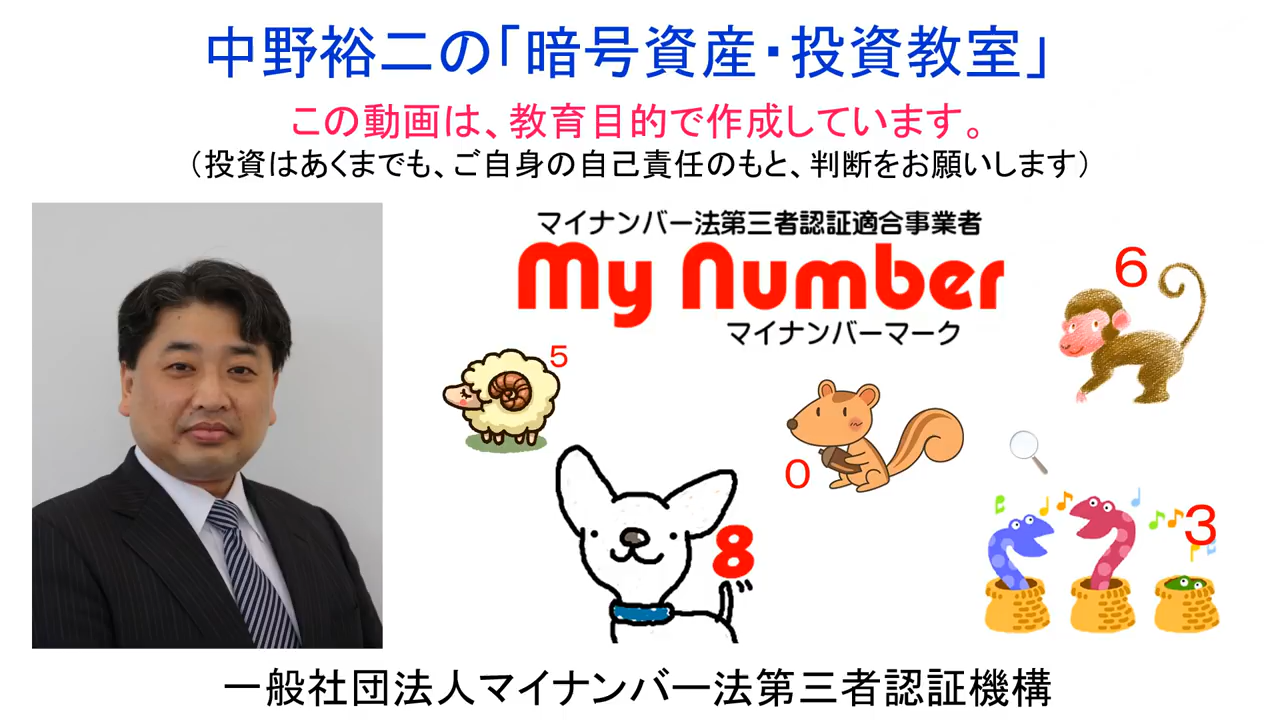 中野裕二の「暗号資産・投資教室」
この動画は、教育目的で作成しています。
（投資はあくまでも、ご自身の自己責任のもと、判断をお願いします）
マイナンバー法第三者認証適合事業者
My Number
マイナンバーマーク
6
5
0
8
3
一般社団法人マイナンバー法第三者認証機構